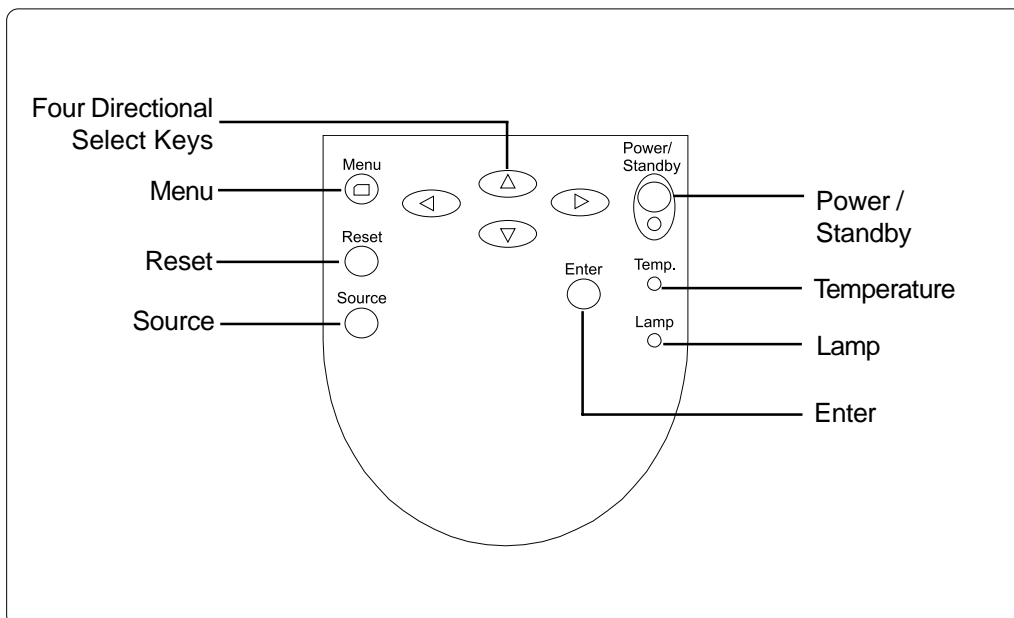 Four Directional
Select Keys
Menu
Reset
Source
Menu
Reset
Source
Power/
Standby
Enter
Temp.
Lamp
Power /
Standby
Temperature
Lamp
Enter